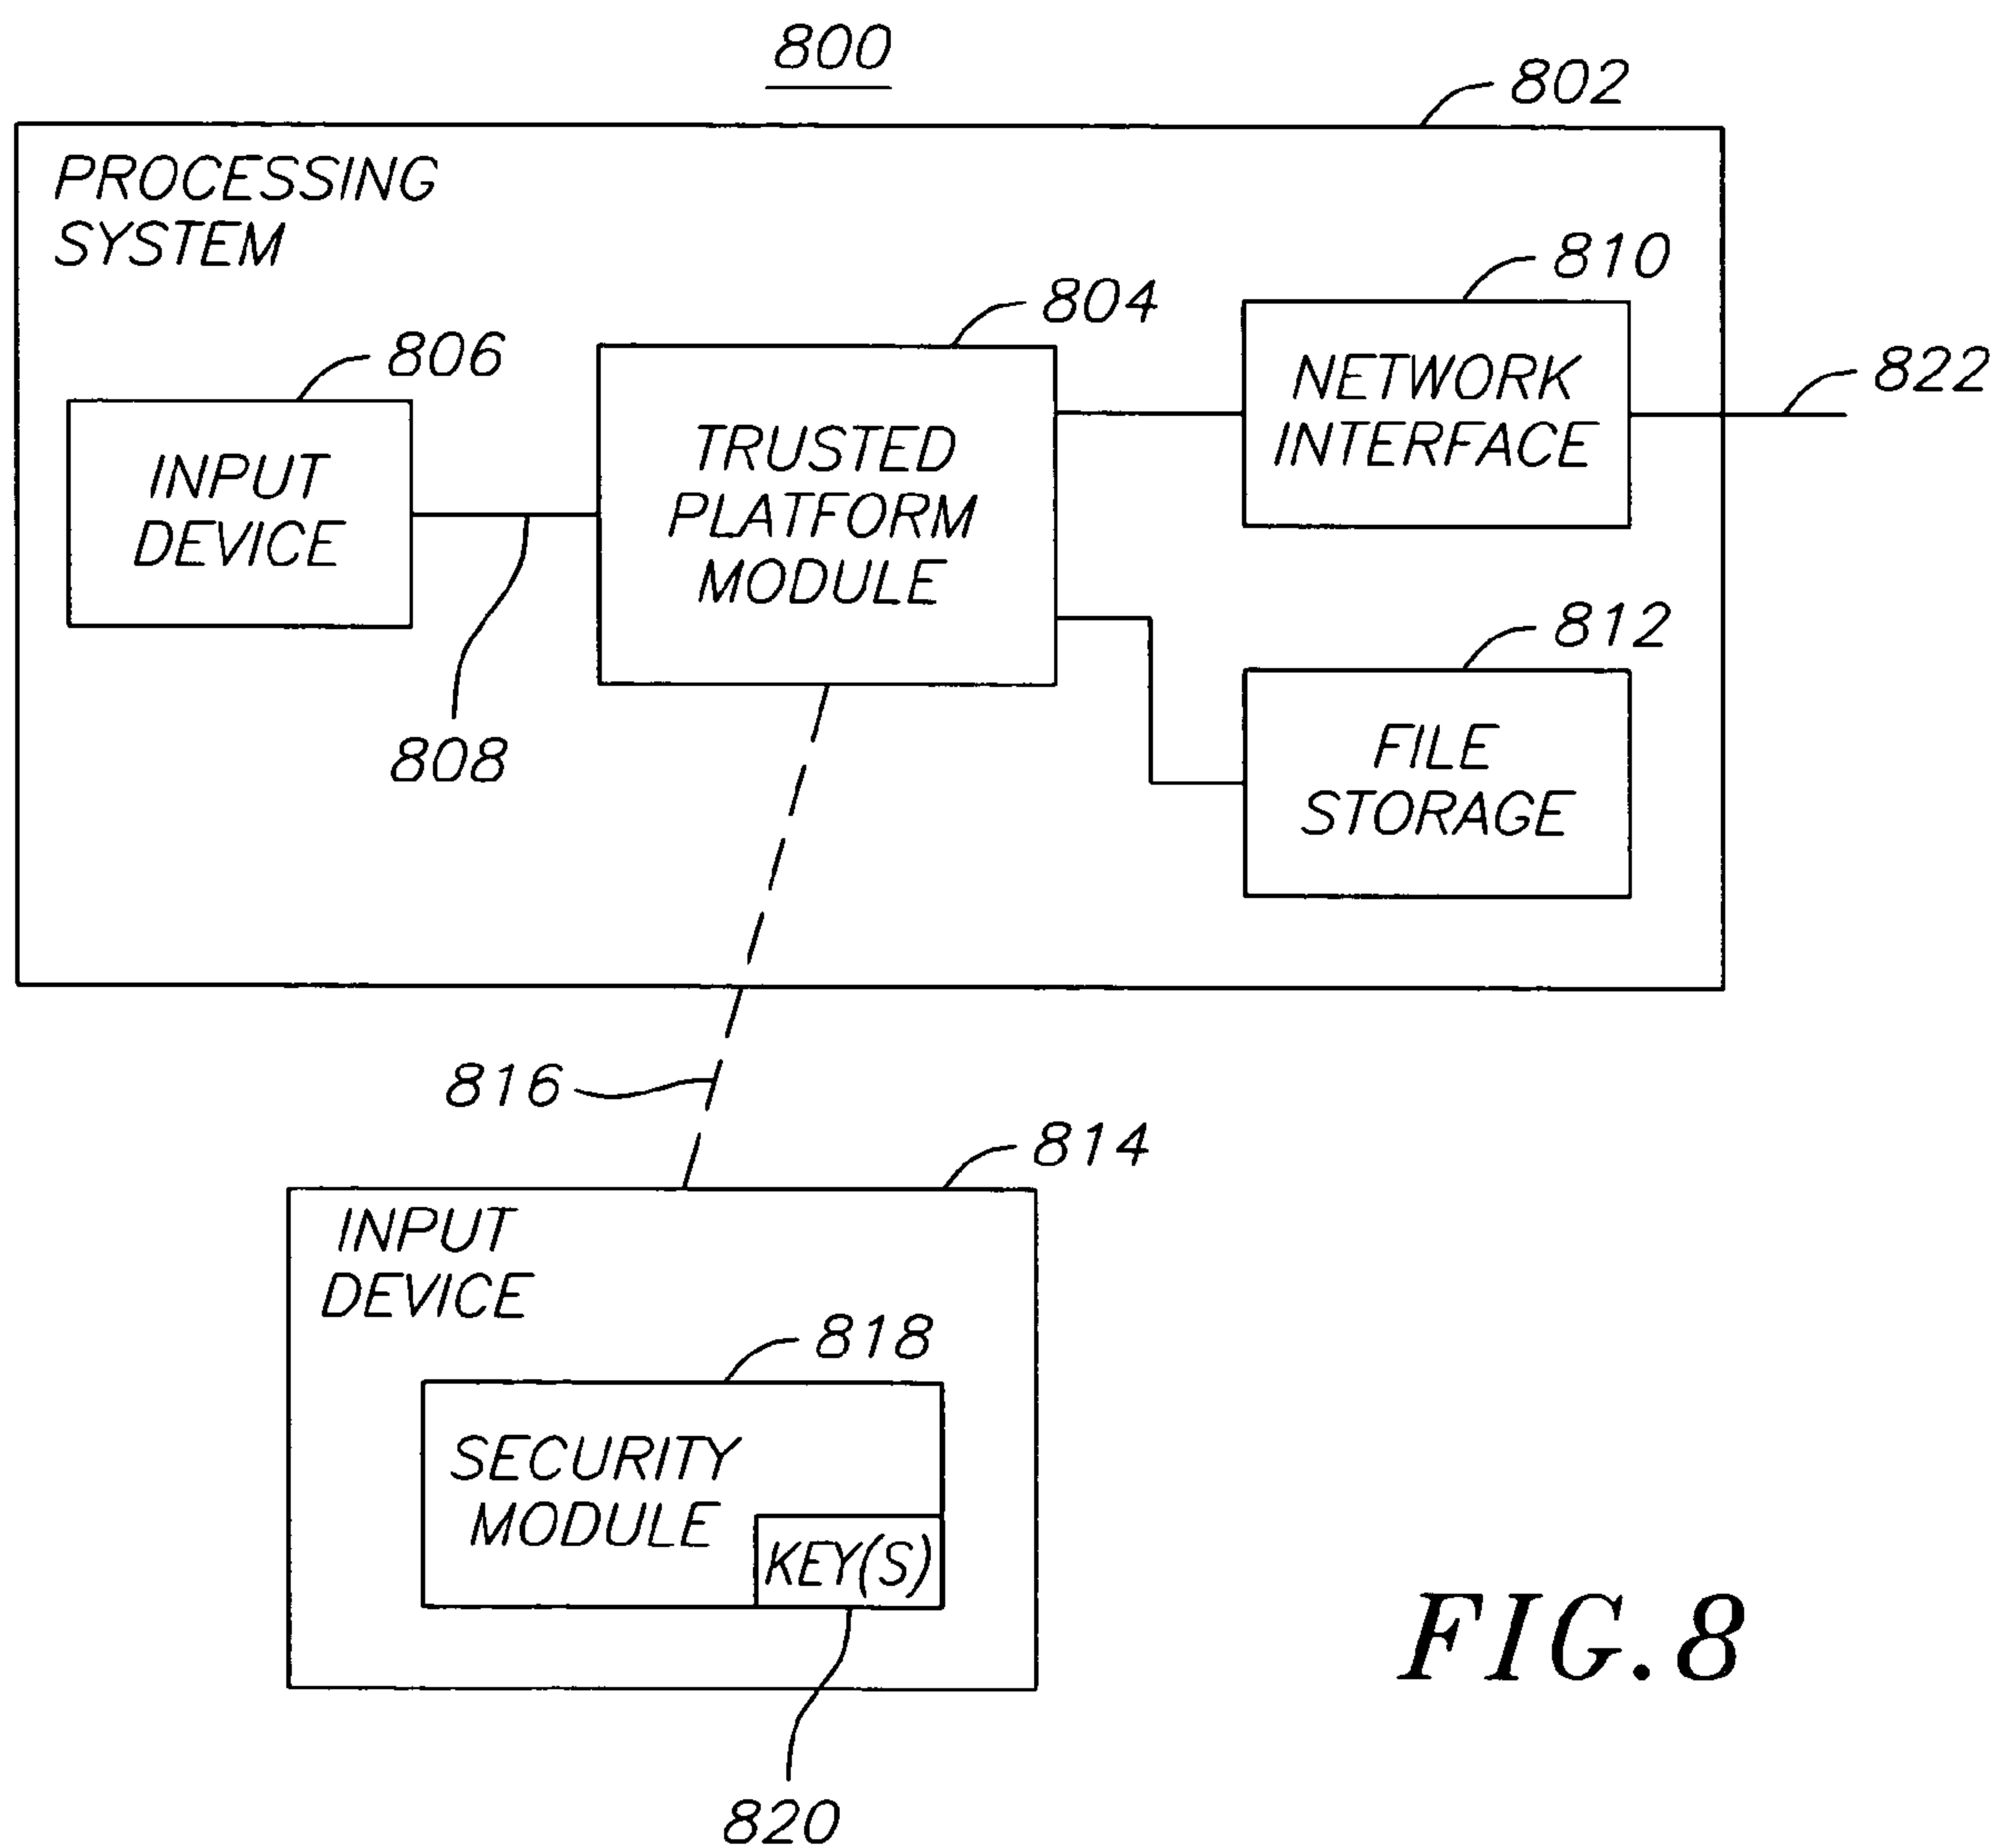 800
802
PROCESSING
SYSTEM
810
804
806
822
NETWORK
INTERFACE
TRUSTED
PLATFORM
MODULE
INPUT
DEVICE
812
808
FILE
STORAGE
816
814
INPUT
DEVICE
818
SECURITY
MODULE
KEY(S)
820
FIG.8